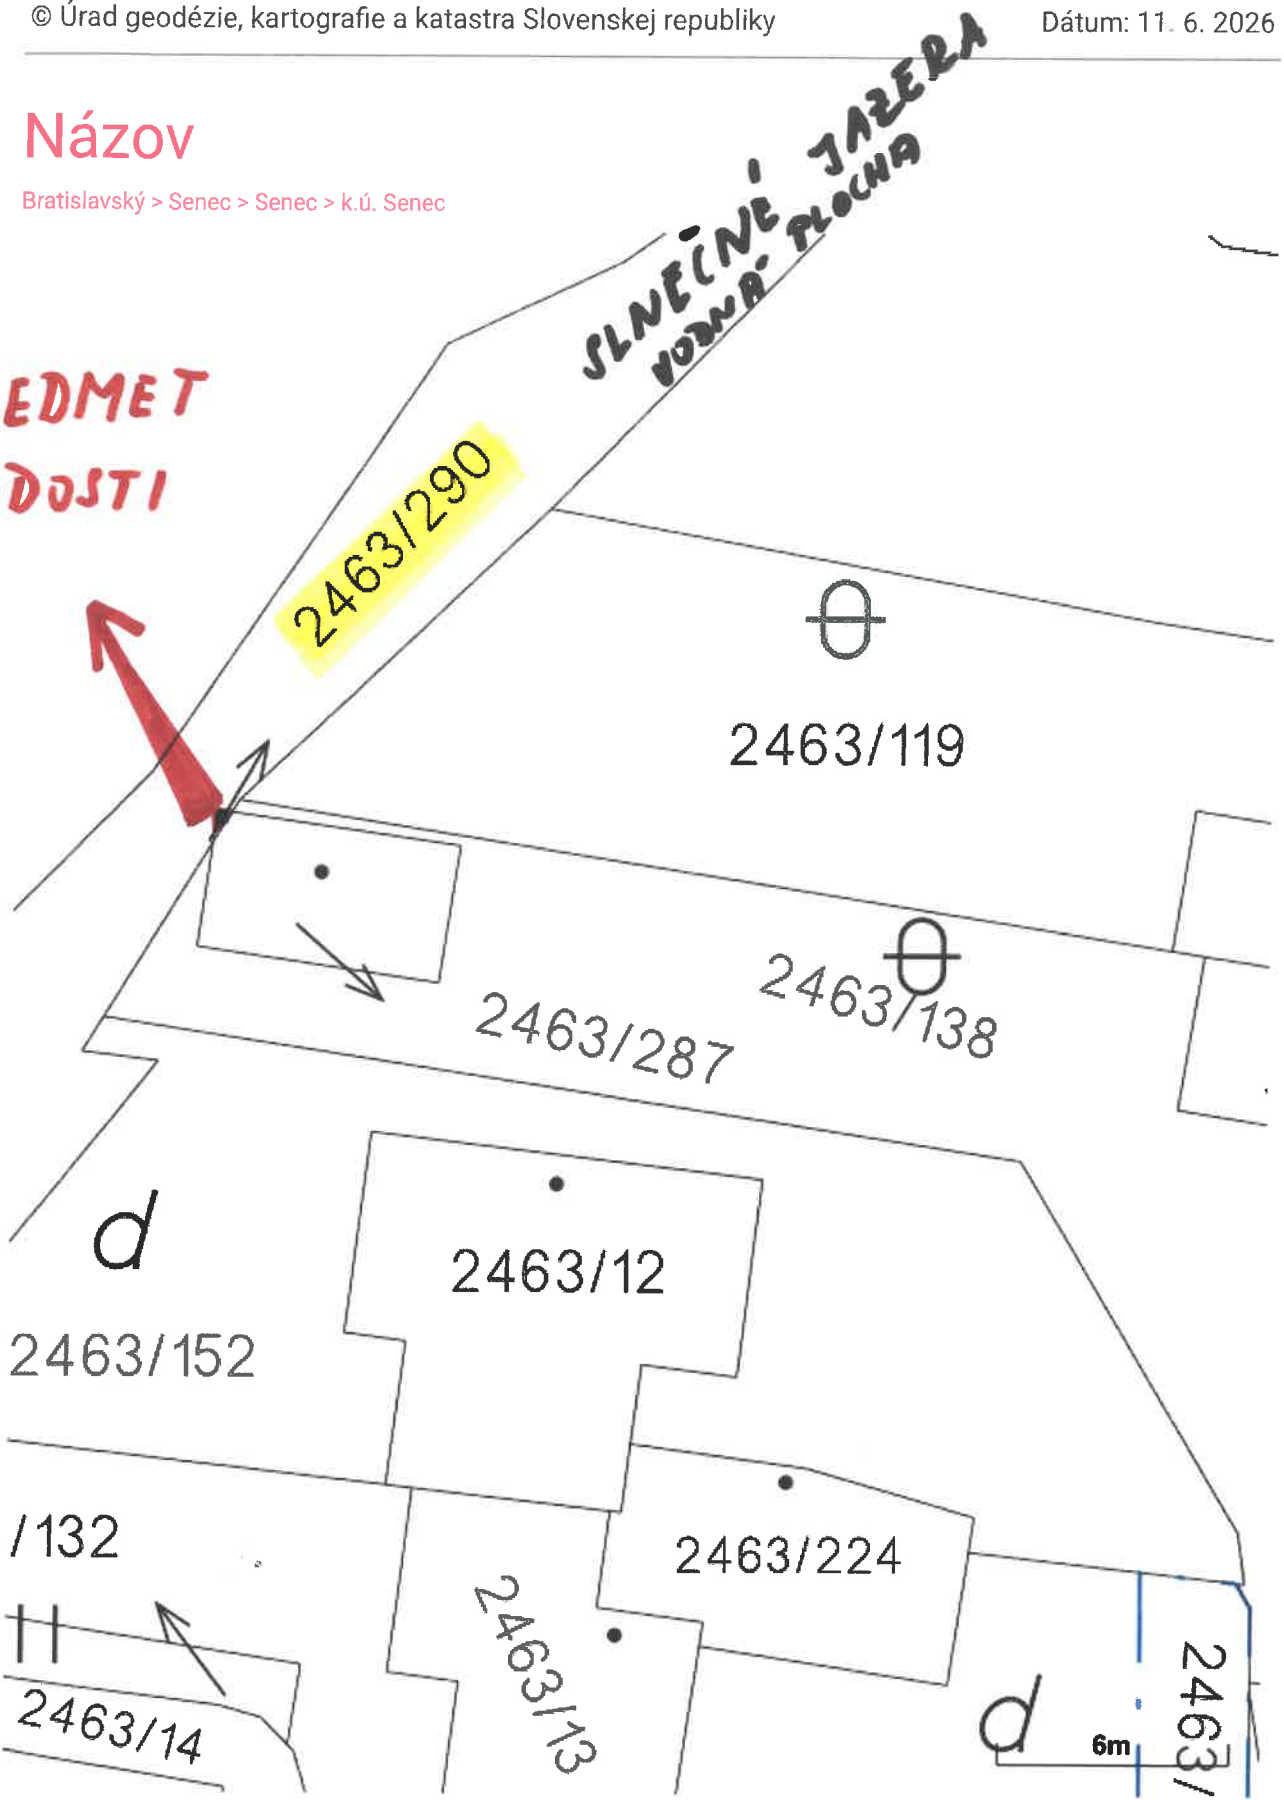 © Úrad geodézie, kartografie a katastra Slovenskej republiky
Dátum: 11. 6. 2026
Názov
Bratislavský > Senec > Senec > k.ú. Senec
SLNEČNÉ JAZERÁ
VODNÁ PLOCHA
EDMET
DOSTI
2463/290
2463/119
2463/138
2463/287
d
2463/12
2463/152
/132
2463/224
2463/13
2463/14
d
6m
2463/